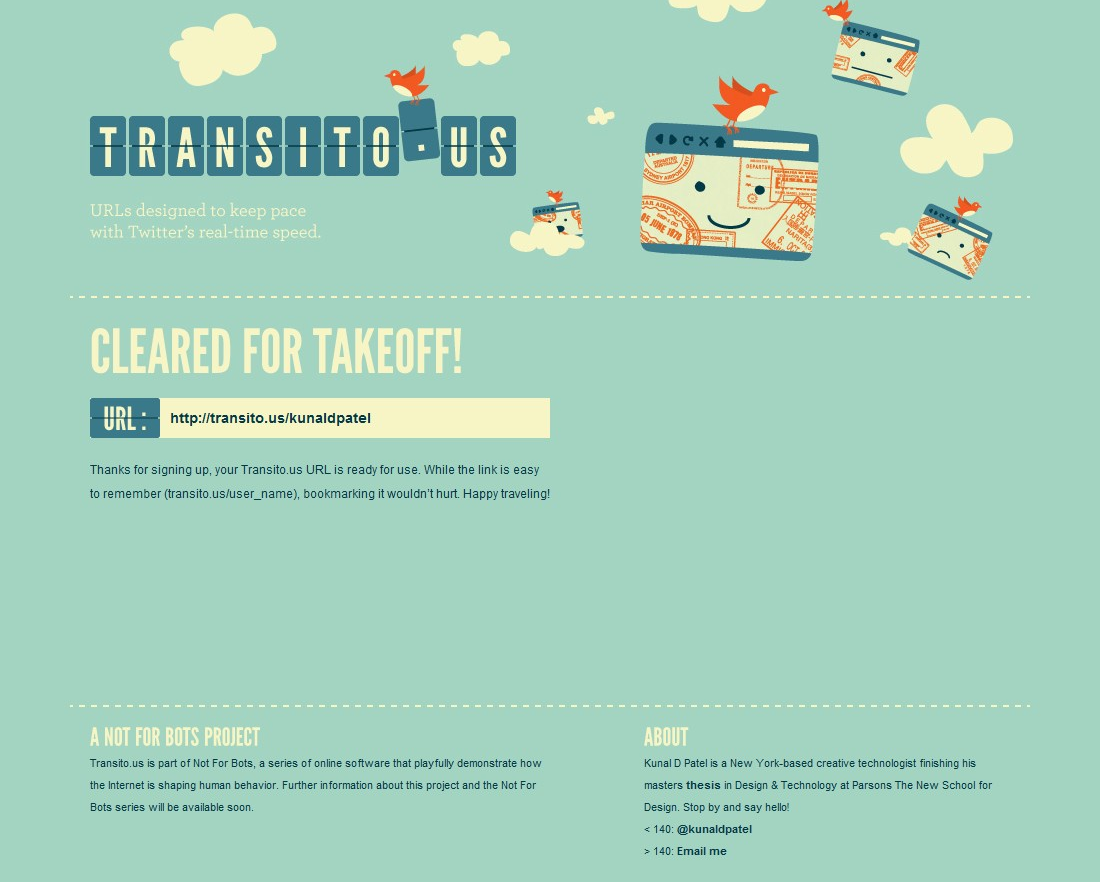 TRANSITO.US
URLs designed to keep pace
with Twitter's real-time speed.
CLEARED FOR TAKEOFF!
URL : http://transito.us/kunaldpatel
Thanks for signing up, your Transito.us URL is ready for use. While the link is easy
to remember (transito.us/user_name), bookmarking it wouldn't hurt. Happy traveling!
A NOT FOR BOTS PROJECT
Transito.us is part of Not For Bots, a series of online software that playfully demonstrate how
the Internet is shaping human behavior. Further information about this project and the Not For
Bots series will be available soon.
ABOUT
Kunal D Patel is a New York-based creative technologist finishing his
masters thesis in Design & Technology at Parsons The New School for
Design. Stop by and say hello!
< 140: @kunaldpatel
> 140: Email me